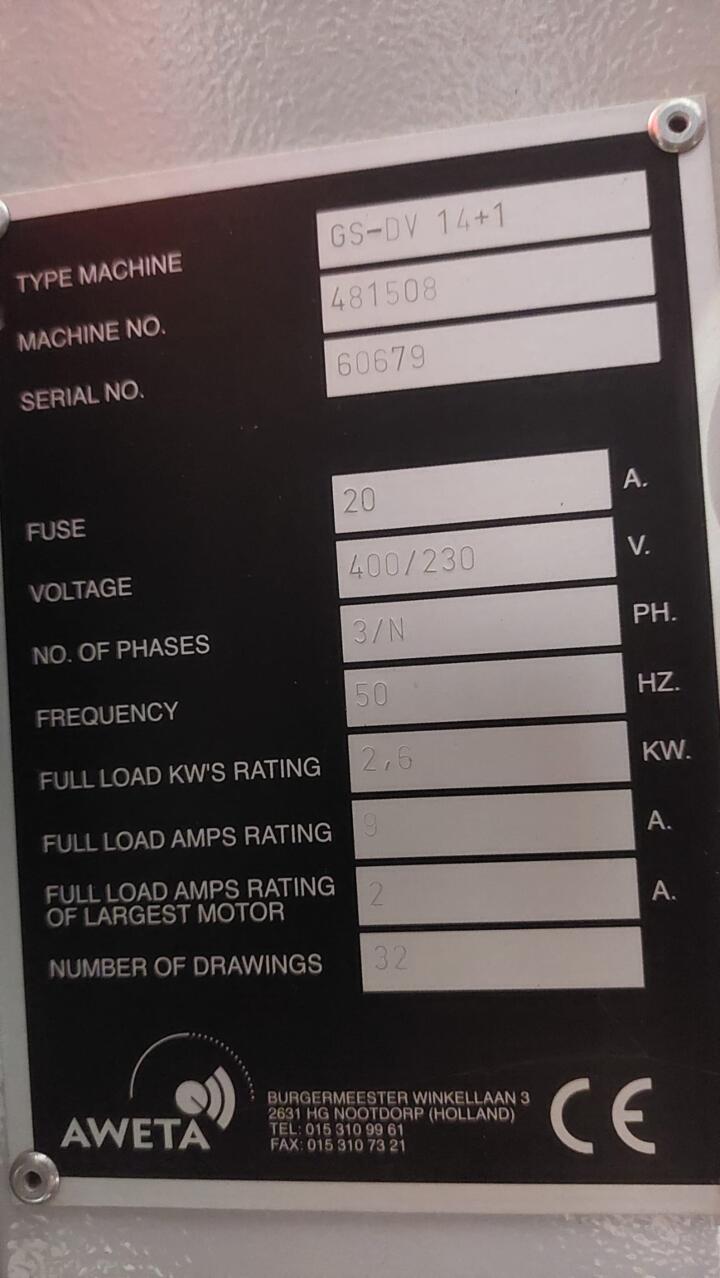 TYPE MACHINE GS-DV 14+1
MACHINE NO. 481508
SERIAL NO. 60679
FUSE 20 A.
VOLTAGE 400/230 V.
NO. OF PHASES 3/N PH.
FREQUENCY 50 HZ.
FULL LOAD KW'S RATING 2,6 KW.
FULL LOAD AMPS RATING 9 A.
FULL LOAD AMPS RATING
OF LARGEST MOTOR 2 A.
NUMBER OF DRAWINGS 32
AWETA
BURGERMEESTER WINKELLAAN 3
2631 HG NOOTDORP (HOLLAND)
TEL: 015 310 99 61
FAX: 015 310 73 21
CE